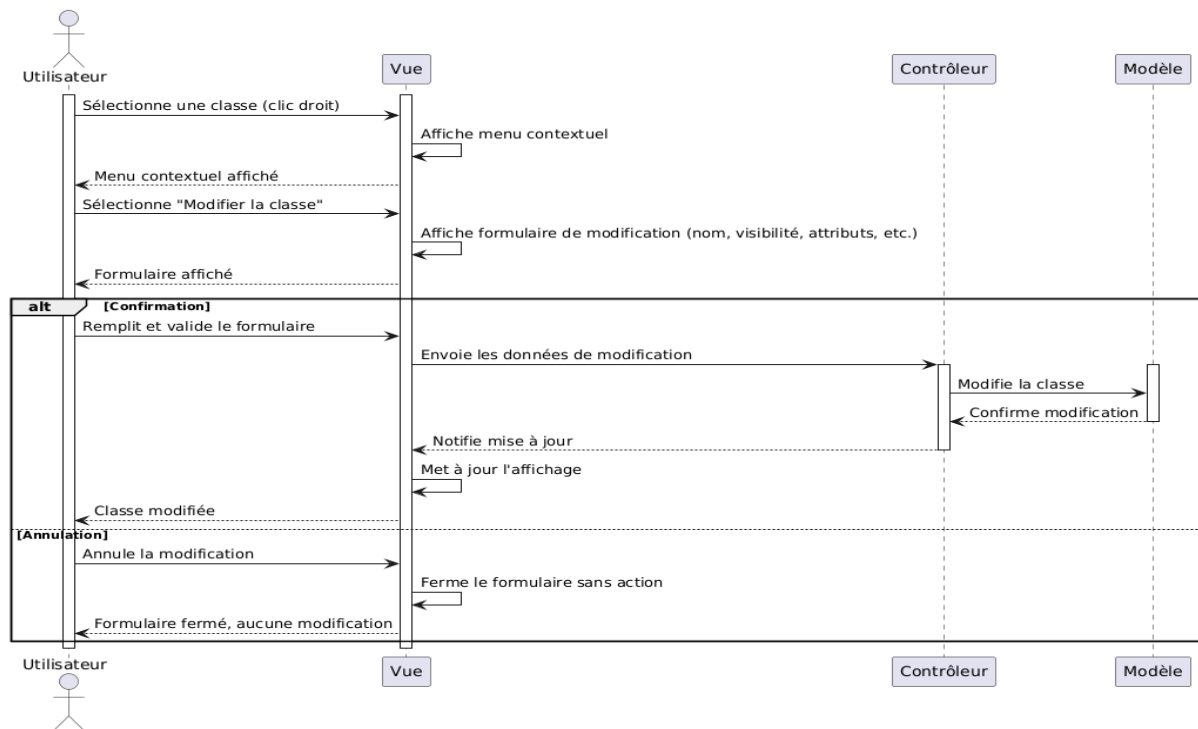 Utilisateur
Vue
Contrôleur
Modèle
Sélectionne une classe (clic droit)
Affiche menu contextuel
Menu contextuel affiché
Sélectionne "Modifier la classe"
Affiche formulaire de modification (nom, visibilité, attributs, etc.)
Formulaire affiché
alt
[Confirmation]
Remplit et valide le formulaire
Envoie les données de modification
Modifie la classe
Confirme modification
Notifie mise à jour
Met à jour l'affichage
Classe modifiée
[Annulation]
Annule la modification
Ferme le formulaire sans action
Formulaire fermé, aucune modification
Utilisateur
Vue
Contrôleur
Modèle